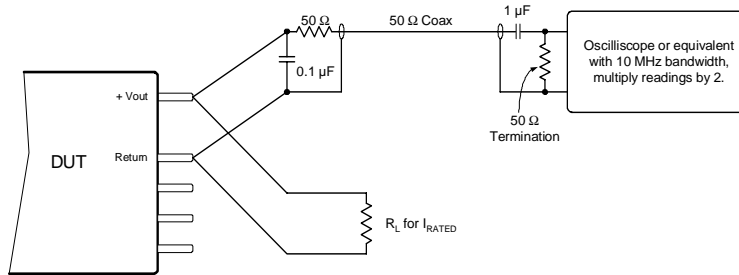 50 Ω
50 Ω Coax
1 µF
0.1 µF
Oscilliscope or equivalent
with 10 MHz bandwidth,
multiply readings by 2.
+ Vout
50 Ω
Termination
DUT
Return
RL for IRATED